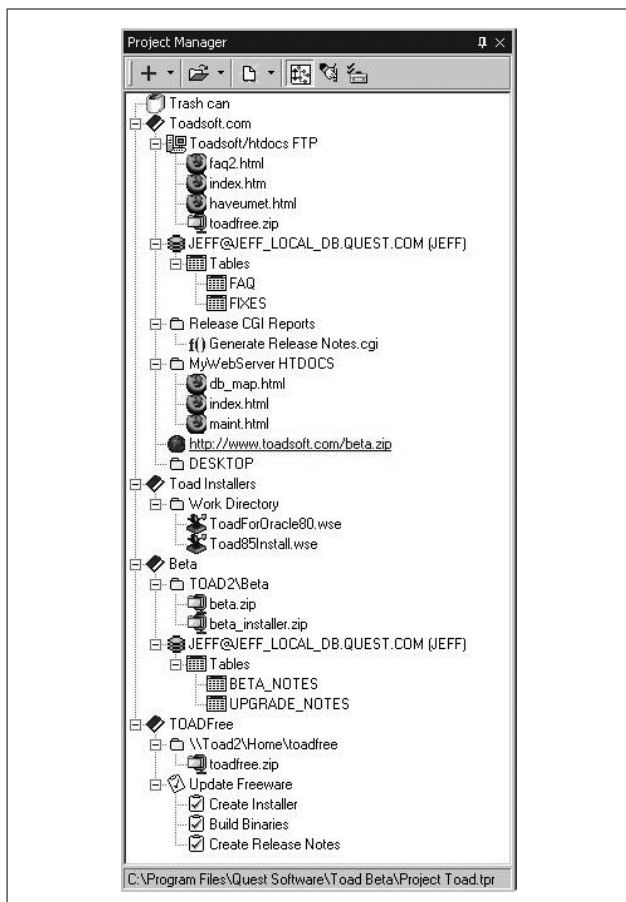 Project Manager
Trash can
Toadsoft.com
Toadsoft/htdocs FTP
faq2.html
index.htm
haveumet.html
toadfree.zip
JEFF@JEFF_LOCAL_DB.QUEST.COM (JEFF)
Tables
FAQ
FIXES
Release CGI Reports
f() Generate Release Notes.cgi
MyWebServer HTDOCS
db_map.html
index.html
maint.html
http://www.toadsoft.com/beta.zip
DESKTOP
Toad Installers
Work Directory
ToadForOracle80.wse
Toad85Install.wse
Beta
TOAD2\Beta
beta.zip
beta_installer.zip
JEFF@JEFF_LOCAL_DB.QUEST.COM (JEFF)
Tables
BETA_NOTES
UPGRADE_NOTES
TOADFree
\\Toad2\Home\toadfree
toadfree.zip
Update Freeware
Create Installer
Build Binaries
Create Release Notes
C:\Program Files\Quest Software\Toad Beta\Project Toad.tpr